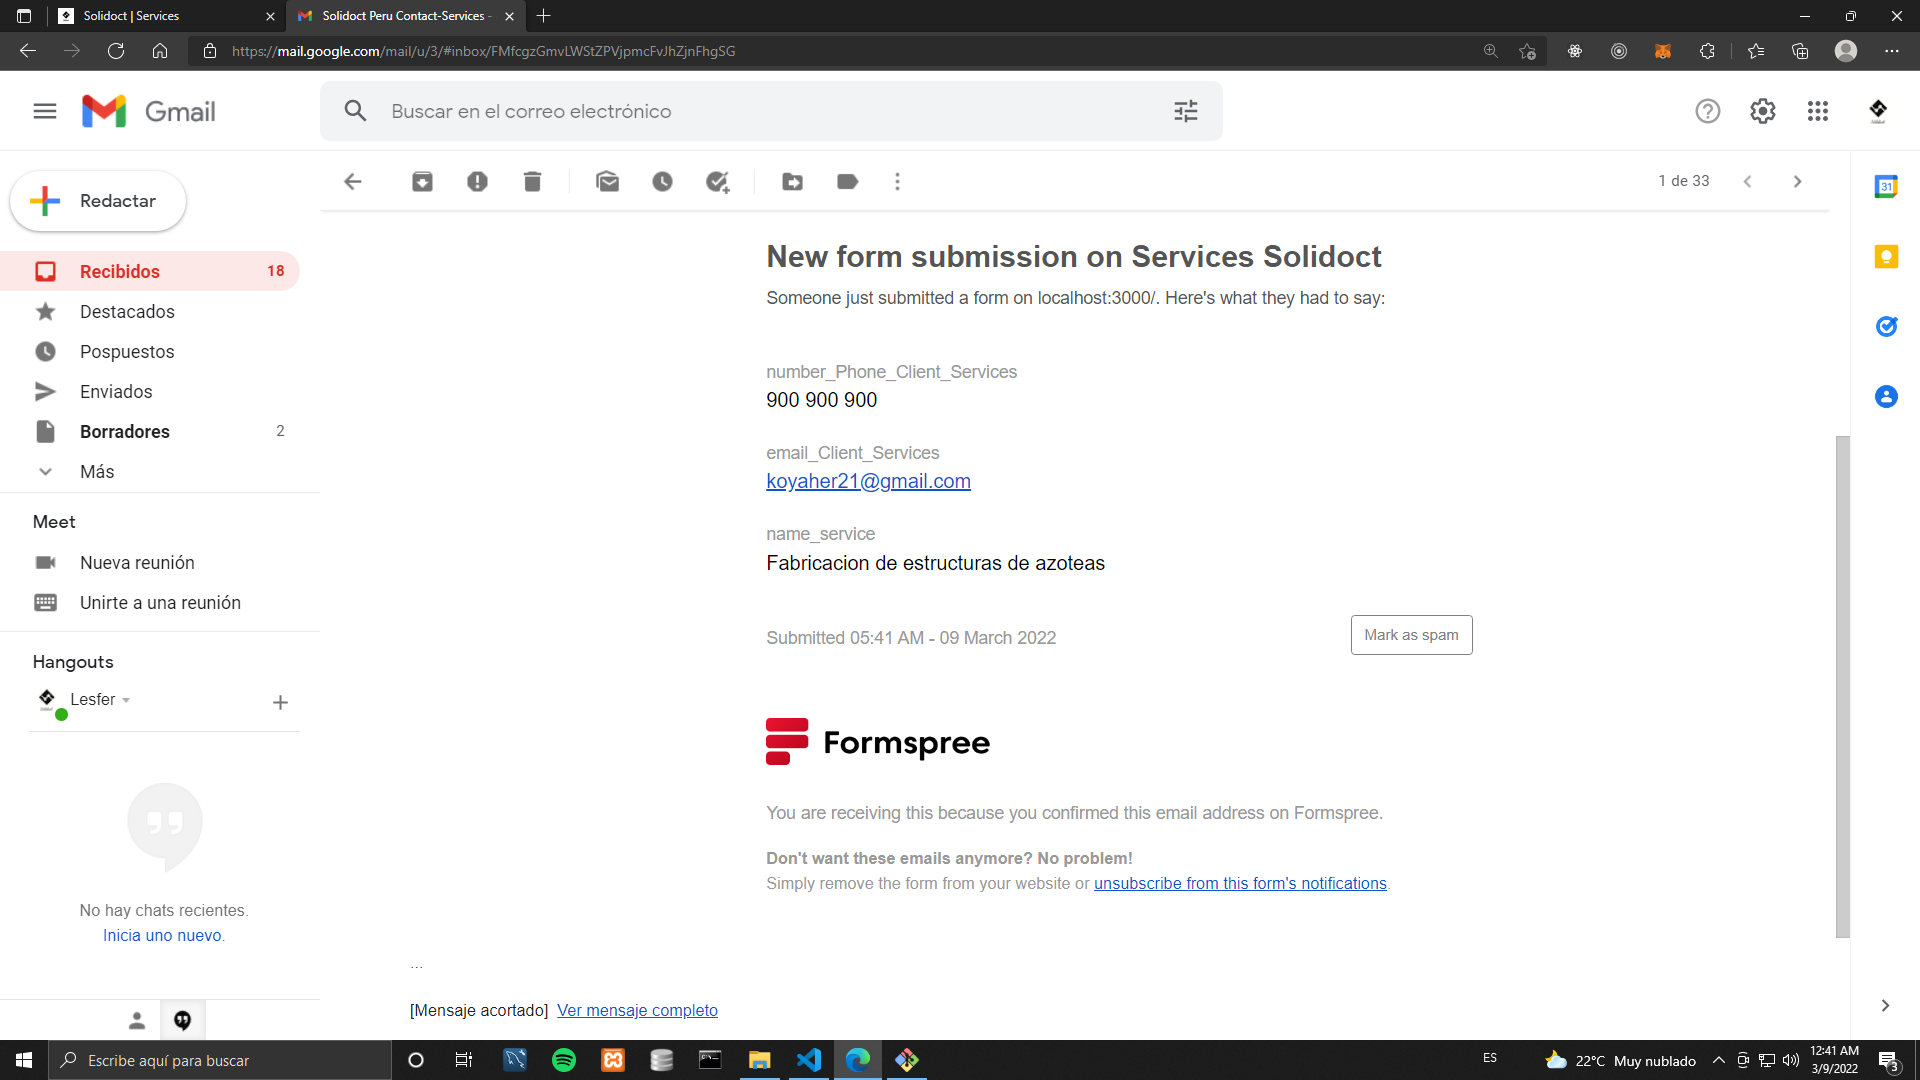 Solidoct | Services
Solidoct Peru Contact-Services -
https://mail.google.com/mail/u/3/#inbox/FMfcgzGmvLWStZPVjpmcFvJhZjnFhgSG
Gmail
Buscar en el correo electrónico
Redactar
1 de 33
Recibidos 18
Destacados
Pospuestos
Enviados
Borradores 2
Más
Meet
Nueva reunión
Unirte a una reunión
Hangouts
Lesfer
No hay chats recientes.
Inicia uno nuevo.
New form submission on Services Solidoct
Someone just submitted a form on localhost:3000/. Here's what they had to say:
number_Phone_Client_Services
900 900 900
email_Client_Services
koyaher21@gmail.com
name_service
Fabricacion de estructuras de azoteas
Submitted 05:41 AM - 09 March 2022
Mark as spam
Formspree
You are receiving this because you confirmed this email address on Formspree.
Don't want these emails anymore? No problem!
Simply remove the form from your website or unsubscribe from this form's notifications.
...
[Mensaje acortado] Ver mensaje completo
31
Escribe aquí para buscar
ES
22°C Muy nublado
12:41 AM
3/9/2022
3